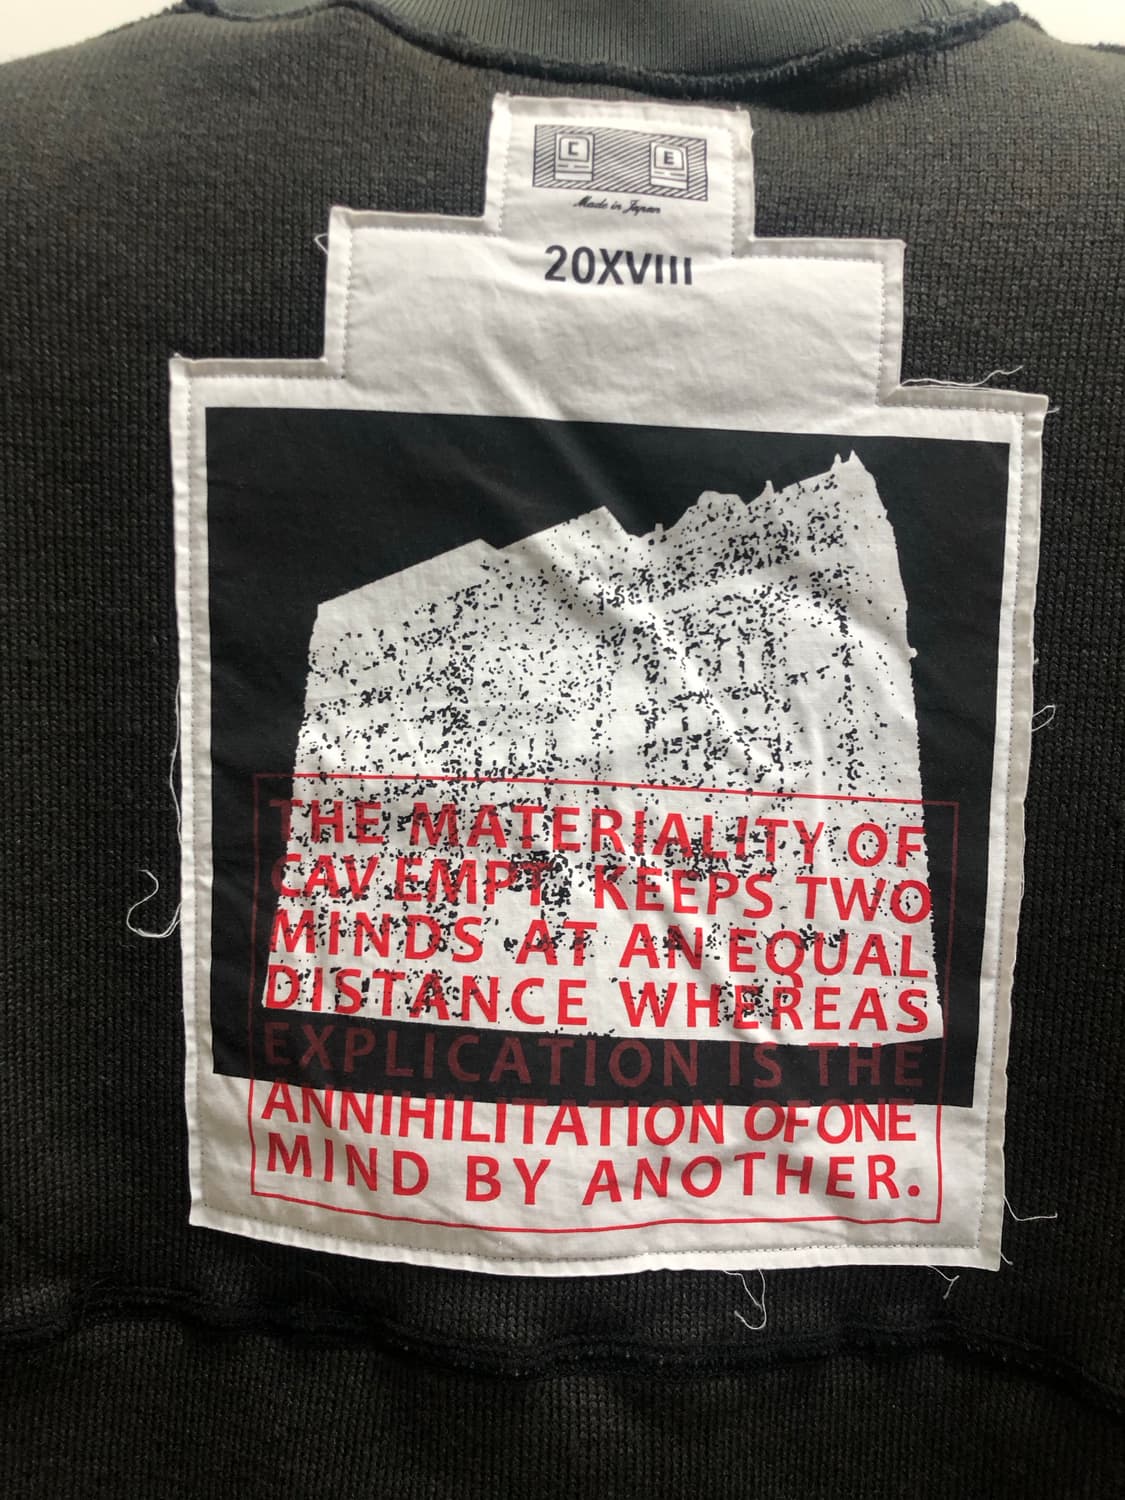 C E
Made in Japan
20XVIII
THE MATERIALITY OF
CAV EMPT KEEPS TWO
MINDS AT AN EQUAL
DISTANCE WHEREAS
EXPLICATION IS THE
ANNIHILITATION OF ONE
MIND BY ANOTHER.